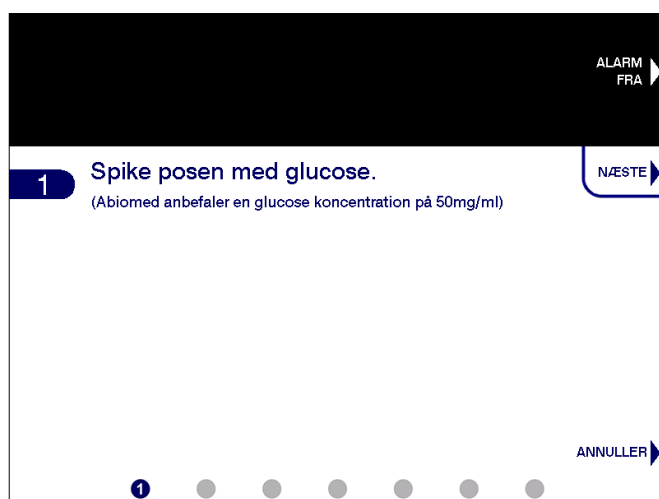 ALARM
FRA
1
Spike posen med glucose.
NÆSTE
(Abiomed anbefaler en glucose koncentration på 50mg/ml)
ANNULLER
1